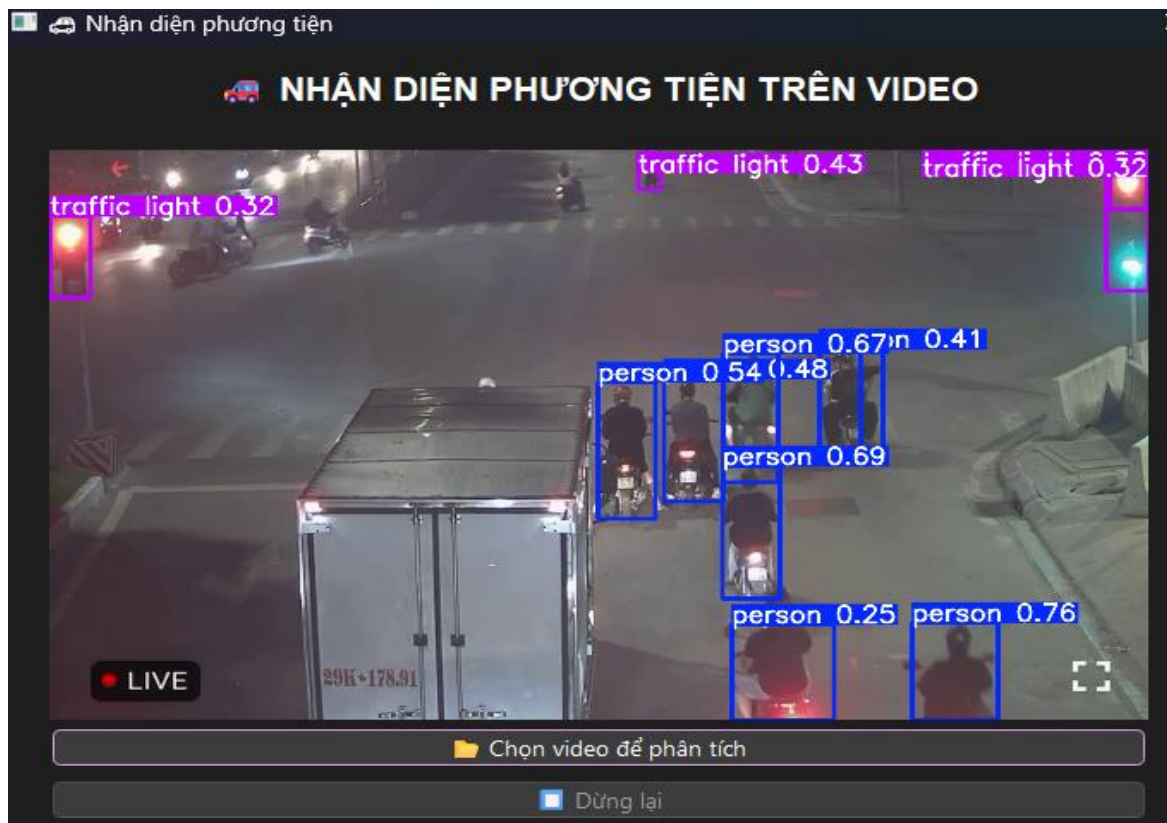 Nhận diện phương tiện
NHẬN DIỆN PHƯƠNG TIỆN TRÊN VIDEO
traffic light 0.43
traffic light 0.32
traffic light 0.32
person 0.67
n 0.41
person 0.54
0.48
person 0.69
person 0.25
person 0.76
LIVE
29K-178.91
Chọn video để phân tích
Dừng lại